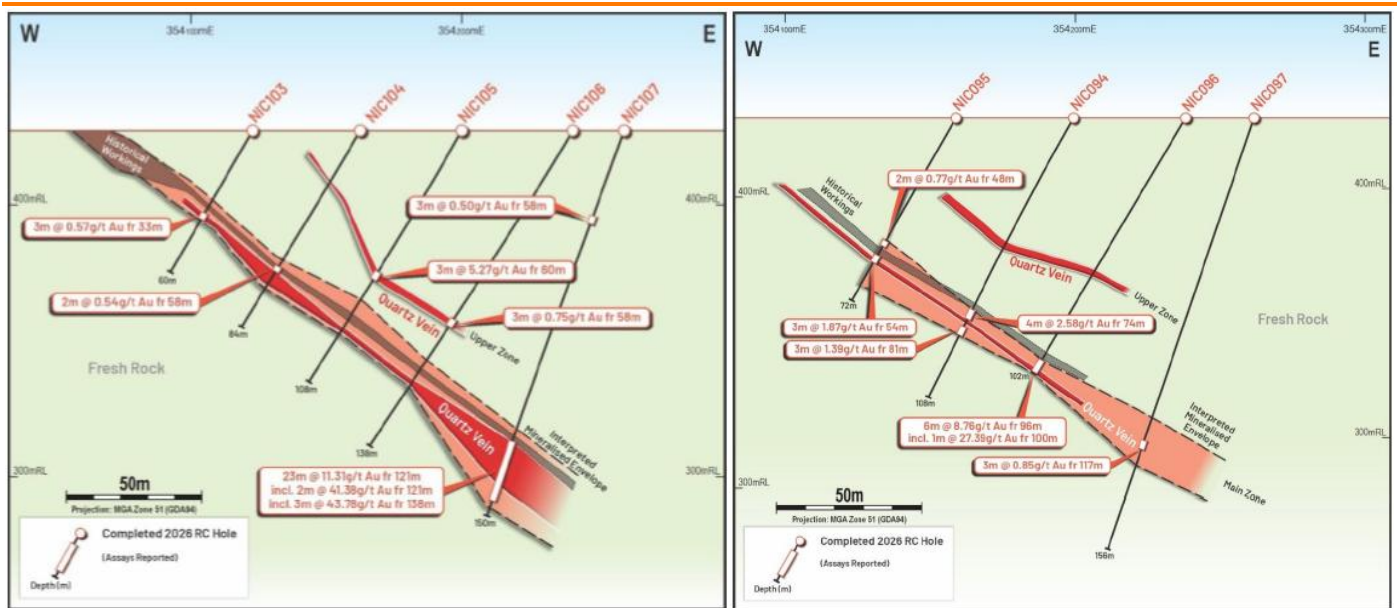 W
354100mE
354200mE
E
NIC103
NIC104
NIC105
NIC106
NIC107
Historical
Workings
400mRL
400mRL
3m @ 0.50g/t Au fr 58m
3m @ 0.57g/t Au fr 33m
3m @ 5.27g/t Au fr 60m
60m
2m @ 0.54g/t Au fr 58m
Quartz Vein
3m @ 0.75g/t Au fr 58m
84m
Upper Zone
Fresh Rock
108m
Quartz Vein
Interpreted
Mineralised Envelope
138m
300mRL
300mRL
23m @ 11.31g/t Au fr 121m
incl. 2m @ 41.38g/t Au fr 121m
incl. 3m @ 43.78g/t Au fr 138m
150m
50m
Projection: MGA Zone 51 (GDA94)
Completed 2026 RC Hole
(Assays Reported)
Depth (m)
354100mE
354200mE
354300mE
W
E
NIC095
NIC094
NIC096
NIC097
400mRL
400mRL
2m @ 0.77g/t Au fr 48m
Historical
Workings
Quartz Vein
Upper Zone
72m
3m @ 1.87g/t Au fr 54m
4m @ 2.58g/t Au fr 74m
Fresh Rock
3m @ 1.39g/t Au fr 81m
102m
108m
Quartz Vein
Interpreted
Mineralised
Envelope
6m @ 8.76g/t Au fr 96m
incl. 1m @ 27.39g/t Au fr 100m
300mRL
300mRL
3m @ 0.85g/t Au fr 117m
Main Zone
50m
Projection: MGA Zone 51 (GDA94)
Completed 2026 RC Hole
(Assays Reported)
156m
Depth (m)